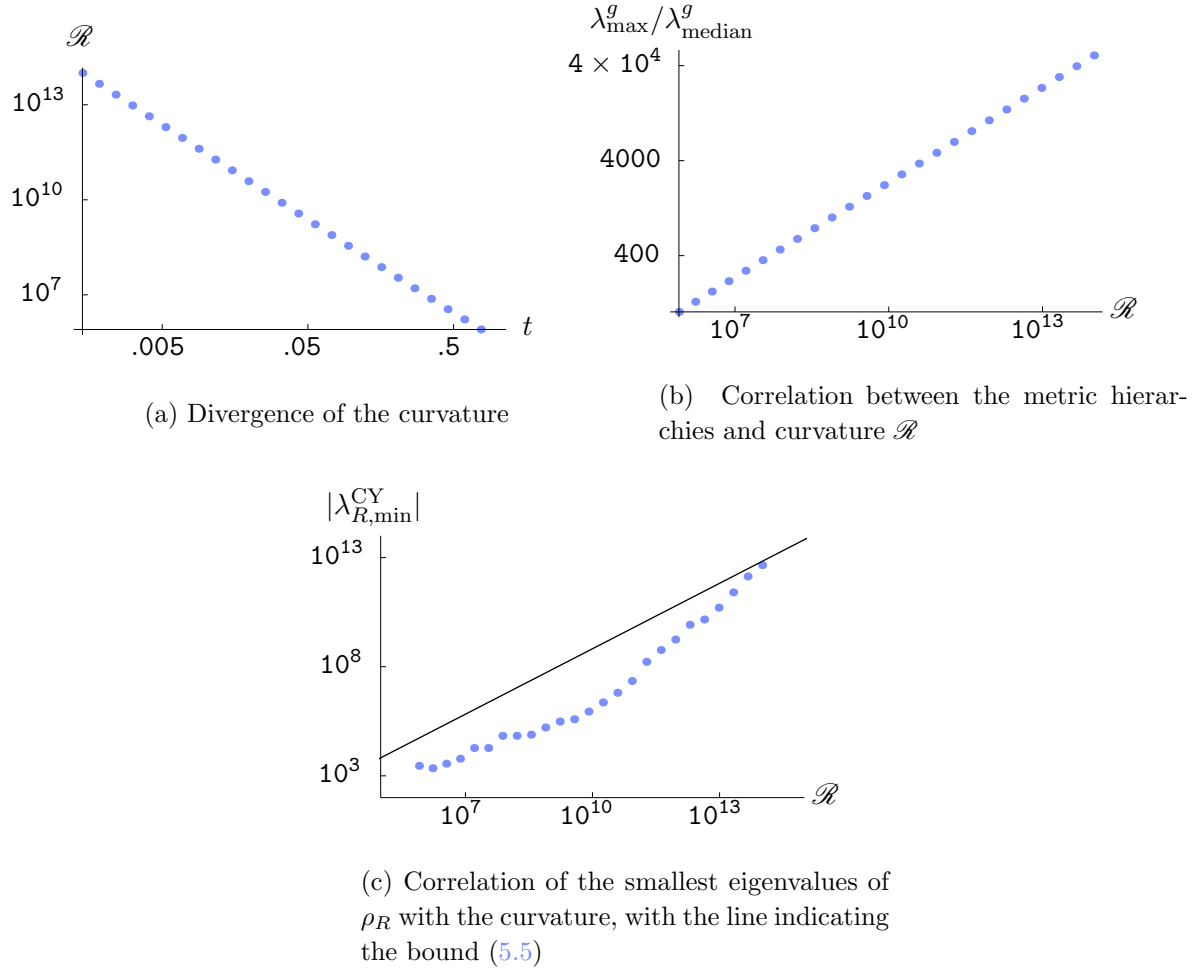 ℛ
10^13
10^10
10^7
.005 .05 .5 t
(a) Divergence of the curvature
λ^g_max/λ^g_median
4 × 10^4
4000
400
10^7 10^10 10^13 ℛ
(b) Correlation between the metric hierar-
chies and curvature ℛ
|λ^CY_R,min|
10^13
10^8
10^3
10^7 10^10 10^13 ℛ
(c) Correlation of the smallest eigenvalues of
ρ_R with the curvature, with the line indicating
the bound (5.5)